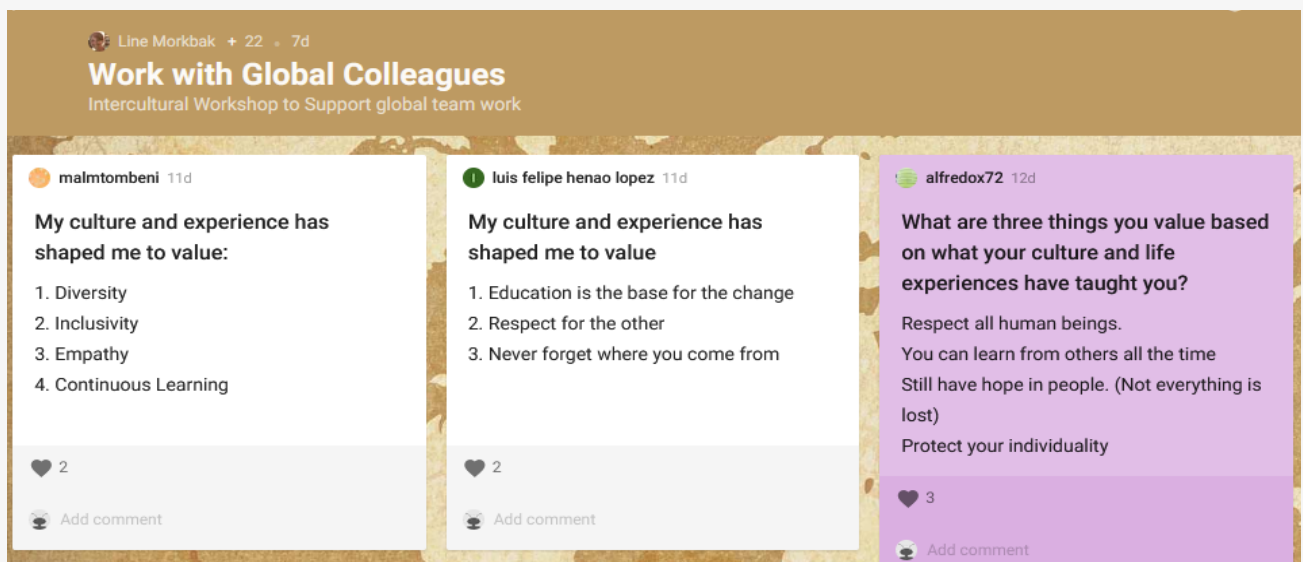 Line Morkbak + 22 • 7d
Work with Global Colleagues
Intercultural Workshop to Support global team work
malmtombeni 11d
My culture and experience has
shaped me to value:
1. Diversity
2. Inclusivity
3. Empathy
4. Continuous Learning
2
Add comment
luis felipe henao lopez 11d
My culture and experience has
shaped me to value
1. Education is the base for the change
2. Respect for the other
3. Never forget where you come from
2
Add comment
alfredox72 12d
What are three things you value based
on what your culture and life
experiences have taught you?
Respect all human beings.
You can learn from others all the time
Still have hope in people. (Not everything is
lost)
Protect your individuality
3
Add comment